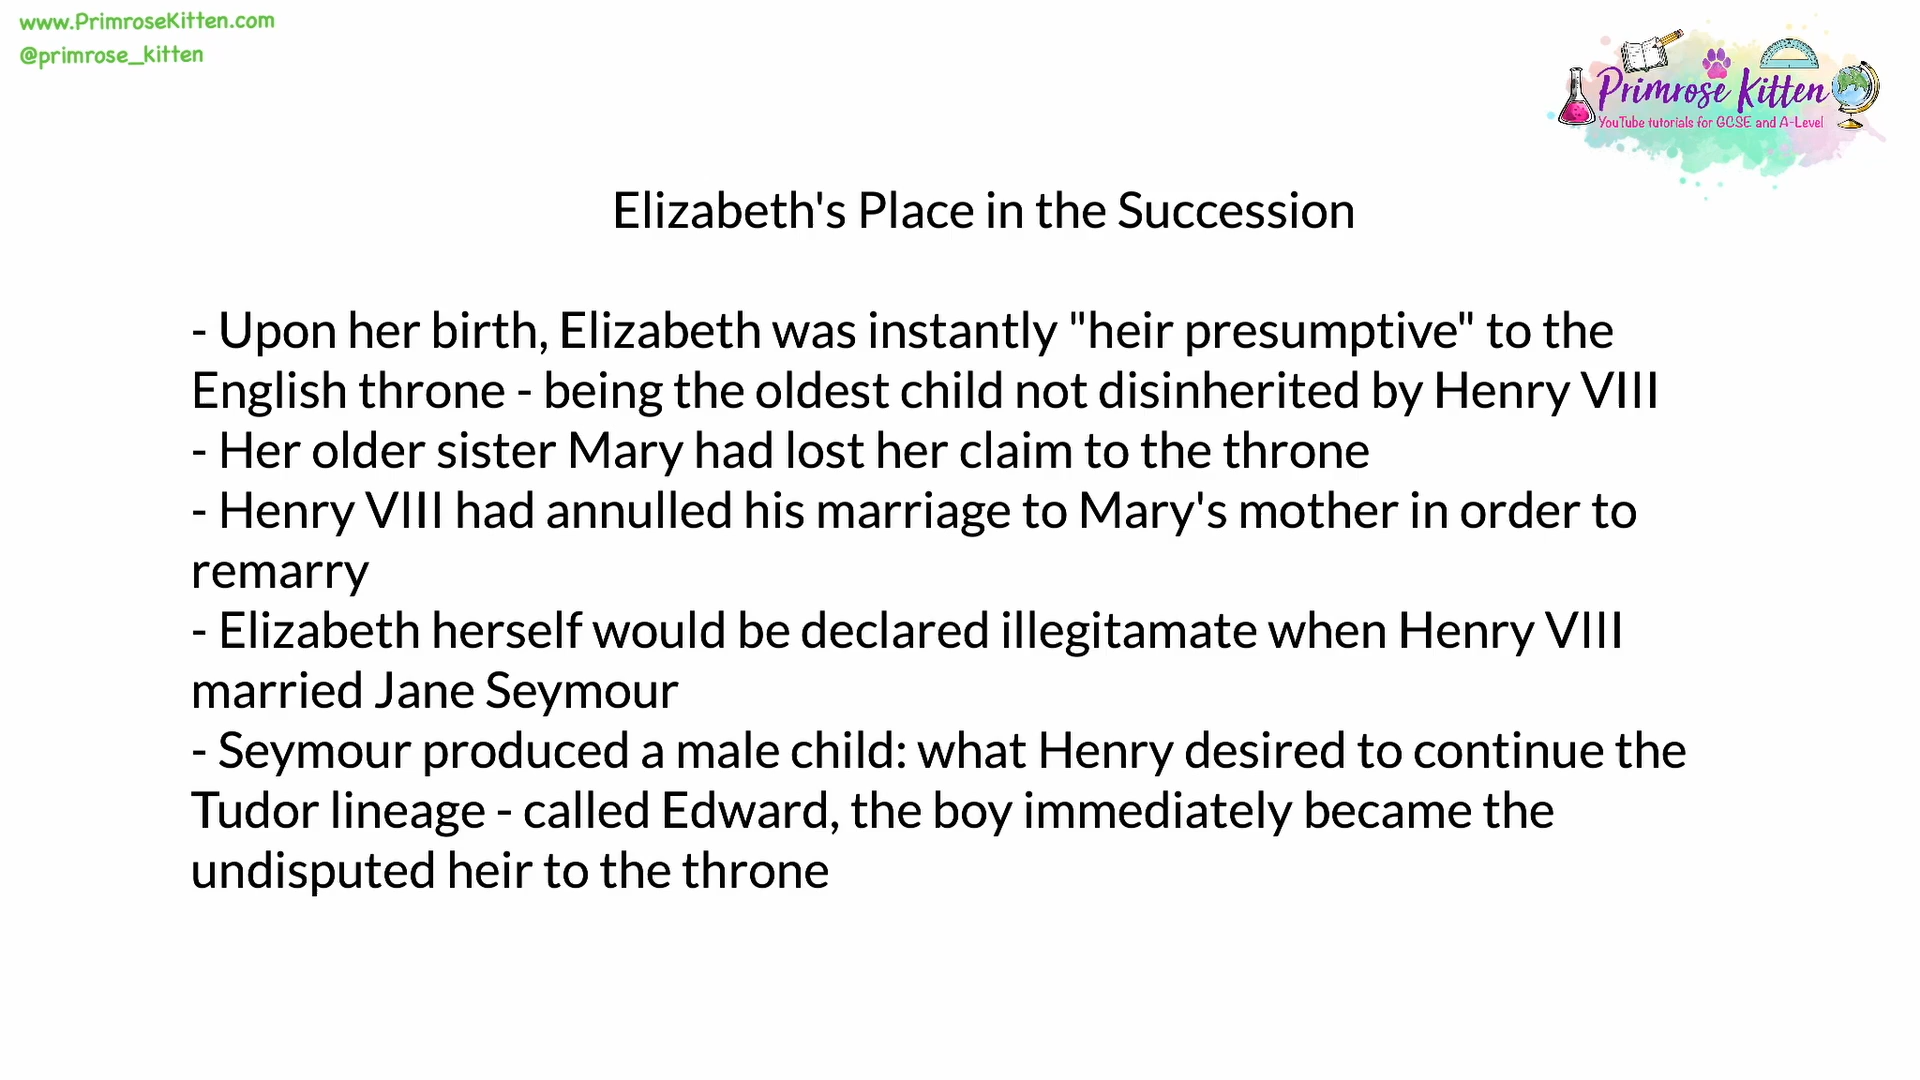 www.PrimroseKitten.com
@primrose_kitten
Primrose Kitten
YouTube tutorials for GCSE and A-Level
Elizabeth's Place in the Succession
- Upon her birth, Elizabeth was instantly "heir presumptive" to the
English throne - being the oldest child not disinherited by Henry VIII
- Her older sister Mary had lost her claim to the throne
- Henry VIII had annulled his marriage to Mary's mother in order to
remarry
- Elizabeth herself would be declared illegitamate when Henry VIII
married Jane Seymour
- Seymour produced a male child: what Henry desired to continue the
Tudor lineage - called Edward, the boy immediately became the
undisputed heir to the throne